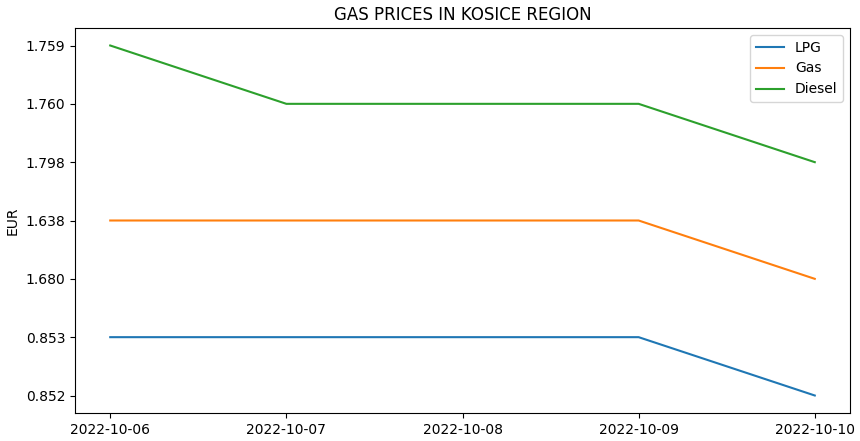 GAS PRICES IN KOSICE REGION
LPG
Gas
Diesel
EUR
1.759
1.760
1.798
1.638
1.680
0.853
0.852
2022-10-06
2022-10-07
2022-10-08
2022-10-09
2022-10-10